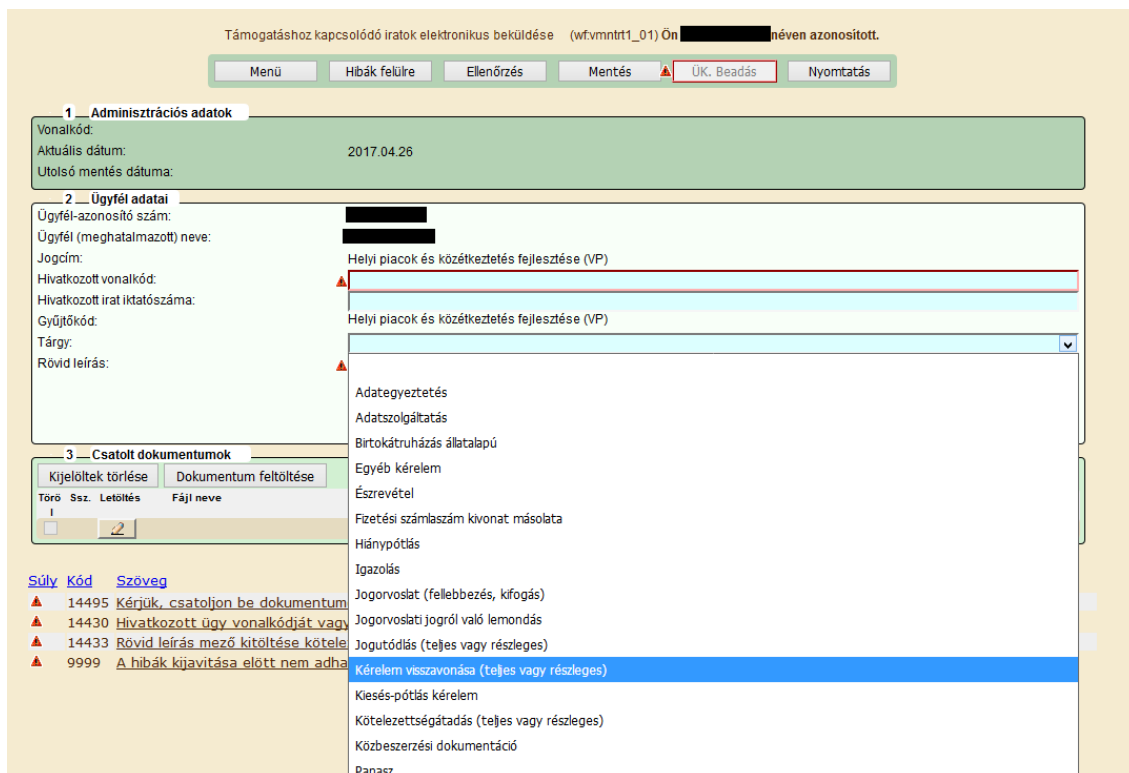 Támogatáshoz kapcsolódó iratok elektronikus beküldése (wf:vmntrt1_01) Ön néven azonosított.
Menü Hibák felülre Ellenőrzés Mentés ÜK. Beadás Nyomtatás
1 Adminisztrációs adatok
Vonalkód:
Aktuális dátum: 2017.04.26
Utolsó mentés dátuma:
2 Ügyfél adatai
Ügyfél-azonosító szám:
Ügyfél (meghatalmazott) neve:
Jogcím: Helyi piacok és közétkeztetés fejlesztése (VP)
Hivatkozott vonalkód:
Hivatkozott irat iktatószáma:
Gyűjtőkód: Helyi piacok és közétkeztetés fejlesztése (VP)
Tárgy:
Rövid leírás:
Adategyeztetés
Adatszolgáltatás
Birtokátruházás állatalapú
Egyéb kérelem
Észrevétel
Fizetési számlaszám kivonat másolata
Hiánypótlás
Igazolás
Jogorvoslat (fellebbezés, kifogás)
Jogorvoslati jogról való lemondás
Jogutódlás (teljes vagy részleges)
Kérelem visszavonása (teljes vagy részleges)
Kiesés-pótlás kérelem
Kötelezettségátadás (teljes vagy részleges)
Közbeszerzési dokumentáció
Panasz
3 Csatolt dokumentumok
Kijelöltek törlése Dokumentum feltöltése
Törö Ssz. Letöltés Fájl neve
l
Súly Kód Szöveg
14495 Kérjük, csatoljon be dokumentum
14430 Hivatkozott ügy vonalkódját vagy
14433 Rövid leírás mező kitöltése kötele
9999 A hibák kijavítása előtt nem adha